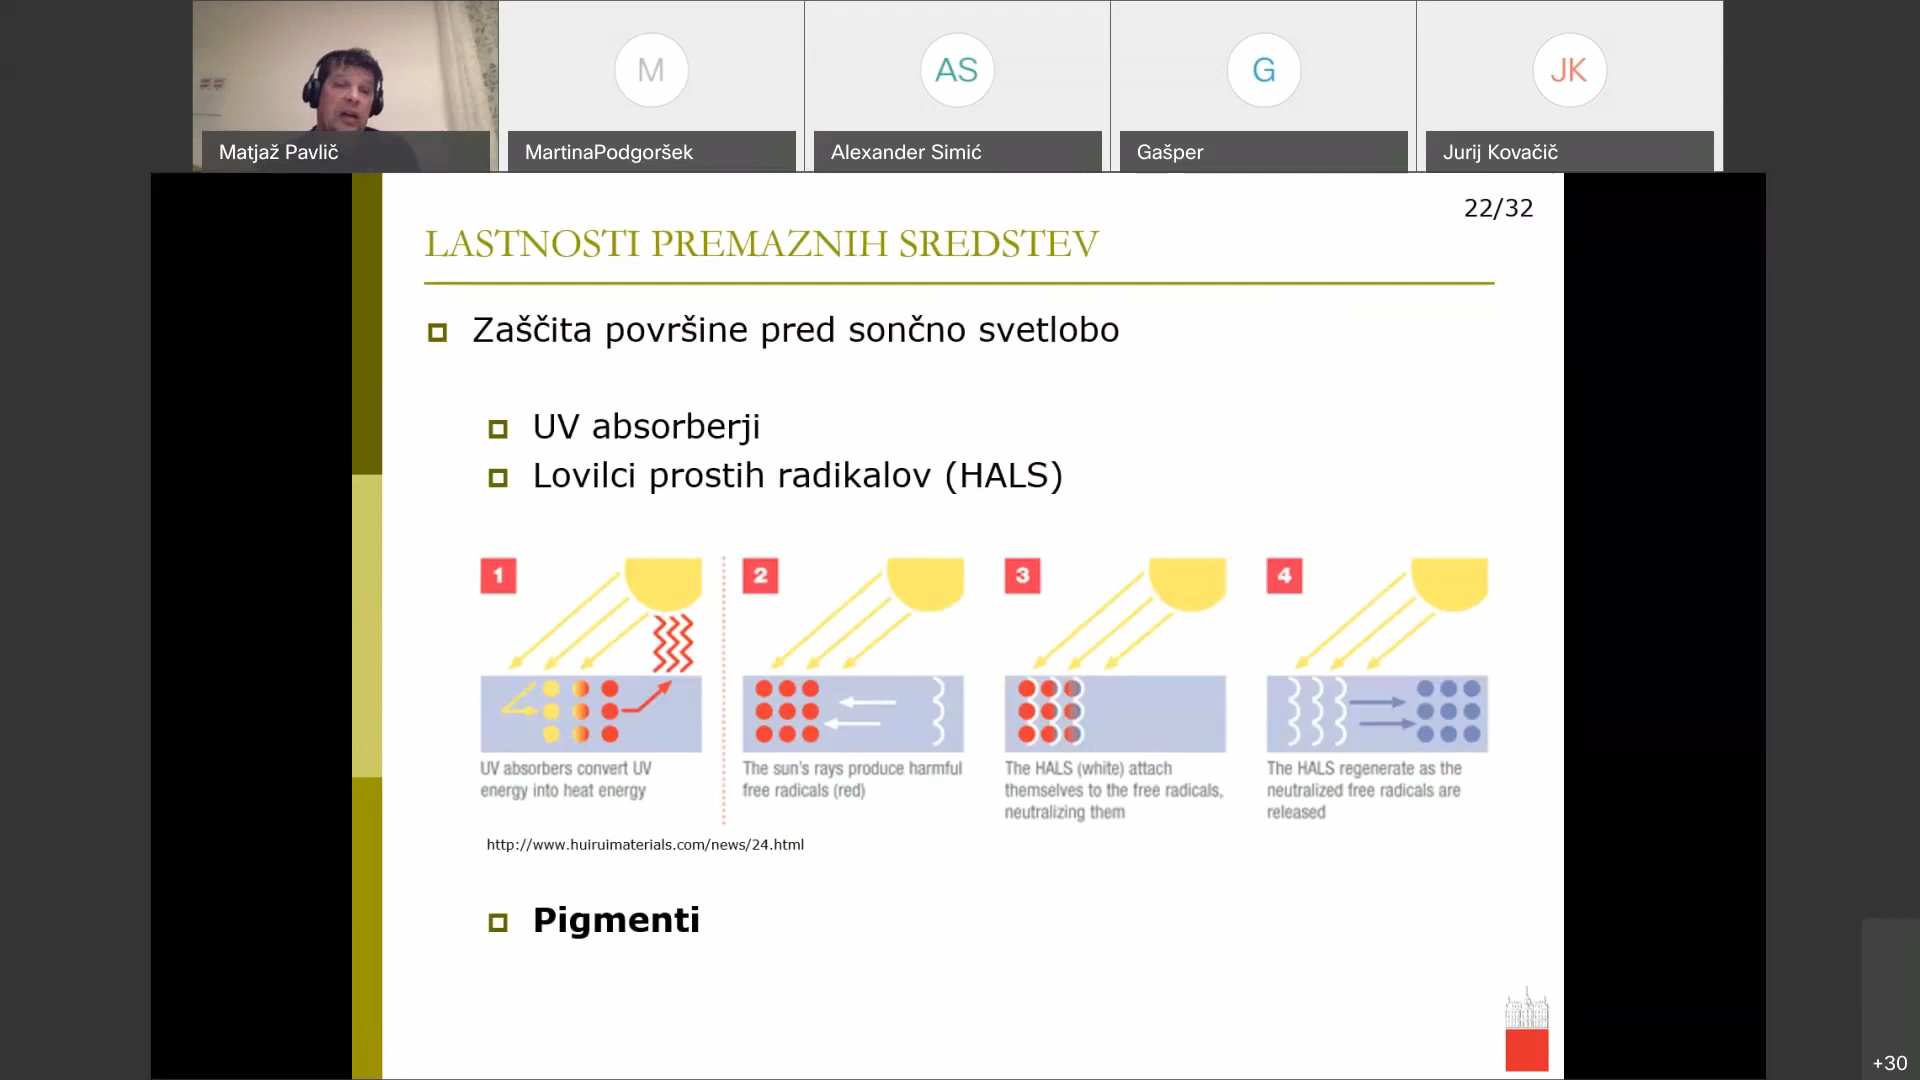 M
AS
G
JK
Matjaž Pavlič
MartinaPodgoršek
Alexander Simić
Gašper
Jurij Kovačič
22/32
LASTNOSTI PREMAZNIH SREDSTEV
Zaščita površine pred sončno svetlobo
UV absorberji
Lovilci prostih radikalov (HALS)
1
2
3
4
UV absorbers convert UV
energy into heat energy
The sun's rays produce harmful
free radicals (red)
The HALS (white) attach
themselves to the free radicals,
neutralizing them
The HALS regenerate as the
neutralized free radicals are
released
http://www.huiruimaterials.com/news/24.html
Pigmenti
+30